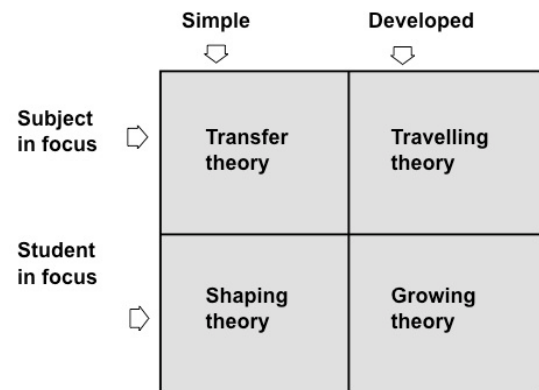 Simple Developed
Subject
in focus
Transfer
theory
Travelling
theory
Student
in focus
Shaping
theory
Growing
theory